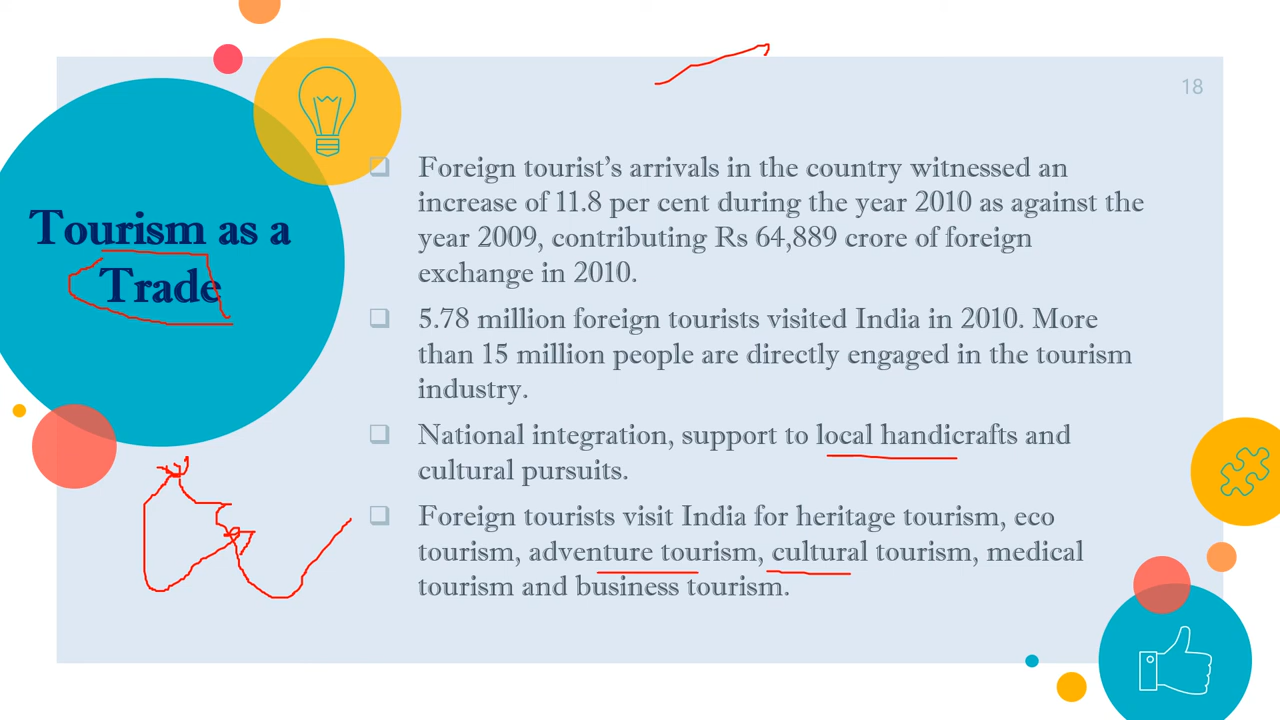 18
Tourism as a
Trade
Foreign tourist’s arrivals in the country witnessed an
increase of 11.8 per cent during the year 2010 as against the
year 2009, contributing Rs 64,889 crore of foreign
exchange in 2010.
5.78 million foreign tourists visited India in 2010. More
than 15 million people are directly engaged in the tourism
industry.
National integration, support to local handicrafts and
cultural pursuits.
Foreign tourists visit India for heritage tourism, eco
tourism, adventure tourism, cultural tourism, medical
tourism and business tourism.